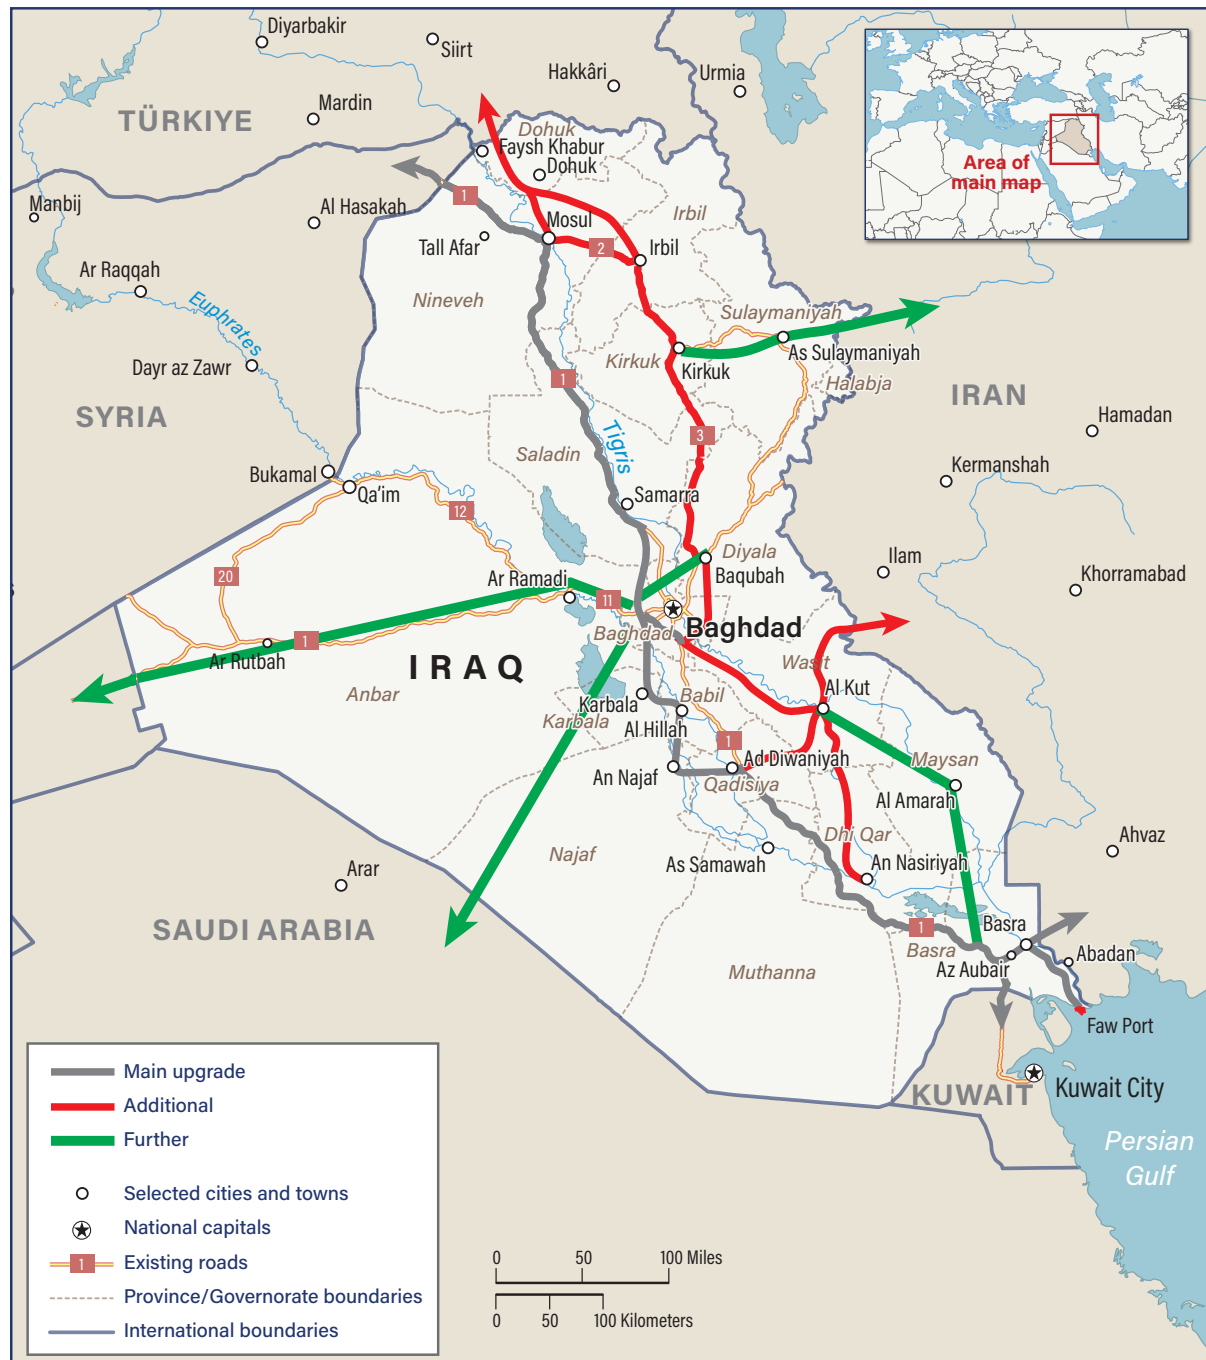 Diyarbakir
Siirt
Hakkâri
Urmia
Mardin
TÜRKIYE
Dohuk
Faysh Khabur
Dohuk
Area of
main map
1
Manbij
Al Hasakah
Mosul
Irbil
Tall Afar
2
Irbil
Ar Raqqah
Nineveh
Euphrates
Sulaymaniyah
As Sulaymaniyah
Kirkuk
Kirkuk
Dayr az Zawr
1
Halabja
IRAN
SYRIA
Hamadan
Tigris
3
Saladin
Kermanshah
Bukamal
Qa'im
Samarra
12
Diyala
Baqubah
Ilam
Khorramabad
20
Ar Ramadi
11
Baghdad
Baghdad
1
Ar Rutbah
IRAQ
Wasit
Anbar
Al Kut
Karbala
Babil
Karbala
Al Hillah
1
Ad Diwaniyah
Maysan
An Najaf
Qadisiya
Al Amarah
Dhi Qar
Ahvaz
Najaf
As Samawah
An Nasiriyah
Arar
SAUDI ARABIA
1
Basra
Basra
Az Aubair
Abadan
Muthanna
Faw Port
KUWAIT
Kuwait City
Persian
Gulf
Main upgrade
Additional
Further
Selected cities and towns
National capitals
1 Existing roads
Province/Governorate boundaries
International boundaries
0 50 100 Miles
0 50 100 Kilometers